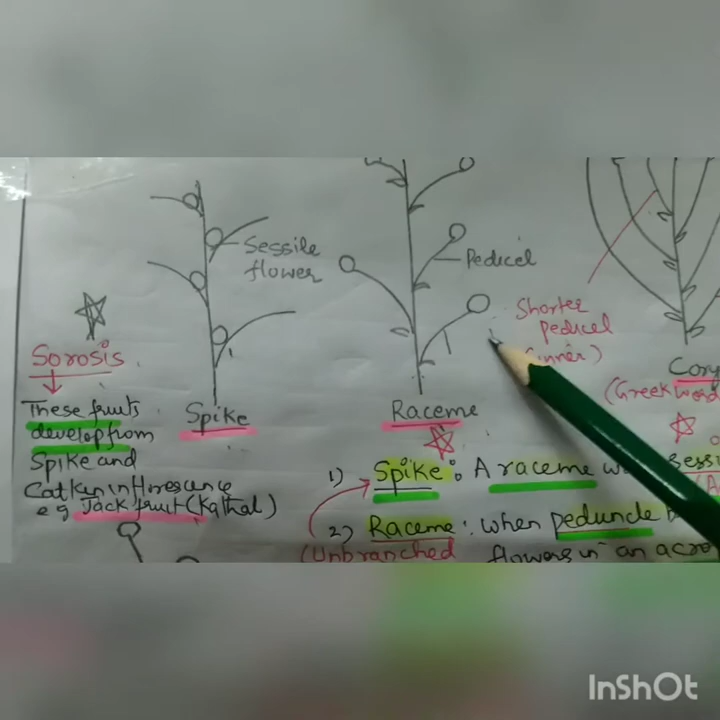 Sessile
flower
Pedicel
Shorter
pedicel
Sorosis
These fruits
develop from
Spike and
Catkin inflorescence
e.g Jack fruit (Kathal)
Spike
Raceme
(Greek word
1) Spike: A raceme
2) Raceme: when peduncle
(Unbranched
flowers in an acro
InShOt